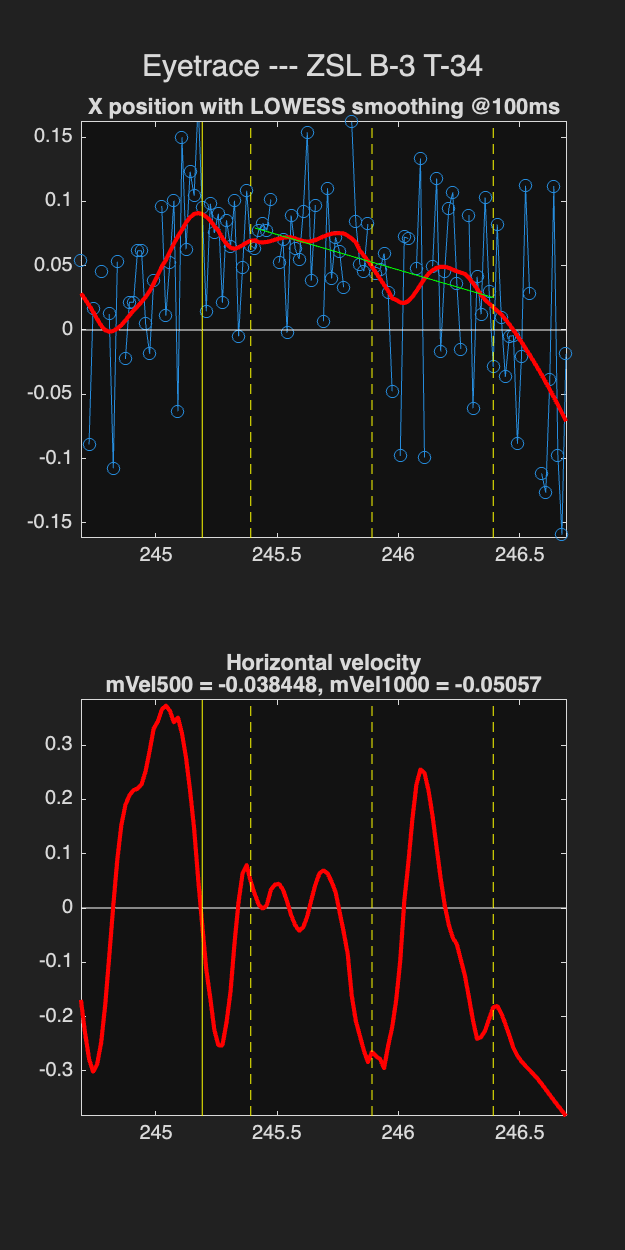 Eyetrace --- ZSL B-3 T-34
X position with LOWESS smoothing @100ms
0.15
0.1
0.05
0
-0.05
-0.1
-0.15
245 245.5 246 246.5
Horizontal velocity
mVel500 = -0.038448, mVel1000 = -0.05057
0.3
0.2
0.1
0
-0.1
-0.2
-0.3
245 245.5 246 246.5